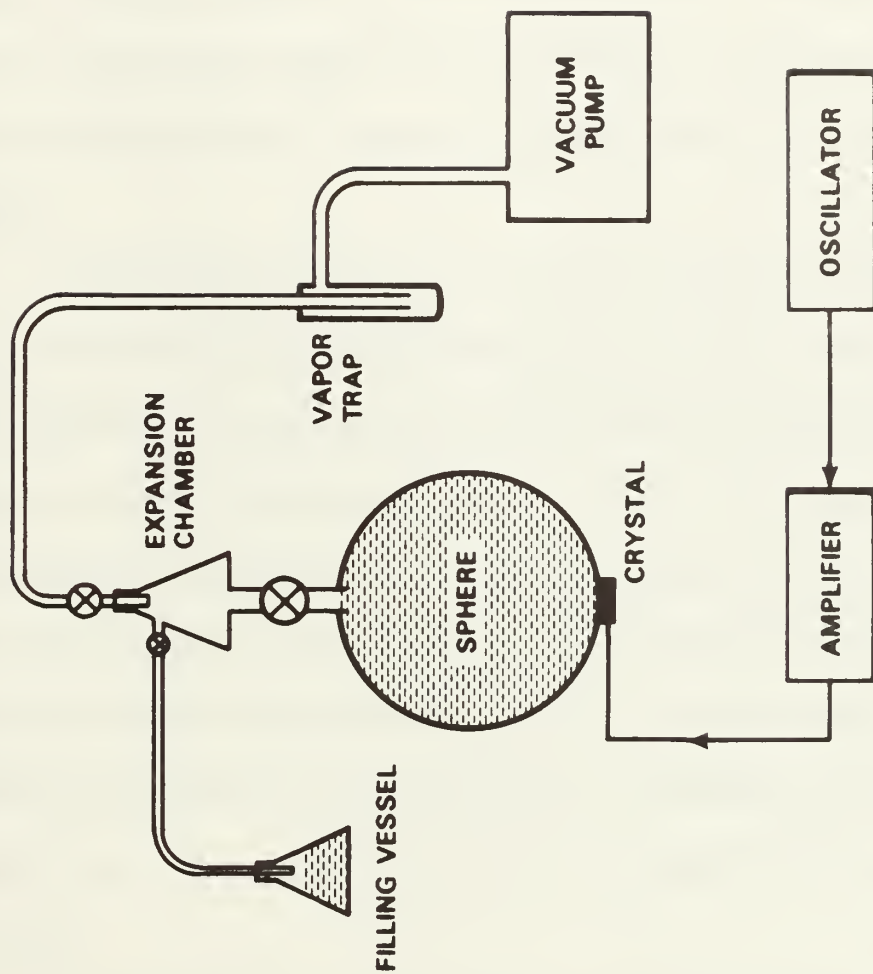 VACUUM
PUMP
OSCILLATOR
VAPOR
TRAP
EXPANSION
CHAMBER
SPHERE
CRYSTAL
AMPLIFIER
FILLING VESSEL